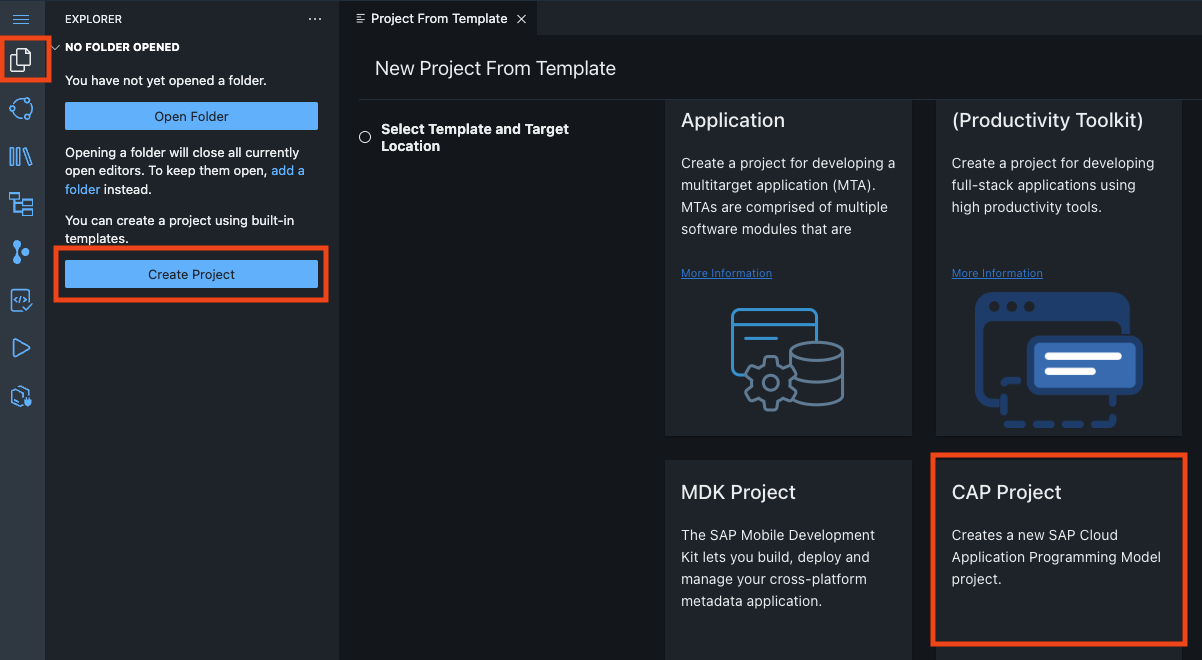 EXPLORER
...
NO FOLDER OPENED
You have not yet opened a folder.
Open Folder
Opening a folder will close all currently
open editors. To keep them open, add a
folder instead.
You can create a project using built-in
templates.
Create Project
Project From Template
New Project From Template
Select Template and Target
Location
Application
Create a project for developing a
multitarget application (MTA).
MTAs are comprised of multiple
software modules that are
More Information
(Productivity Toolkit)
Create a project for developing
full-stack applications using
high productivity tools.
More Information
MDK Project
The SAP Mobile Development
Kit lets you build, deploy and
manage your cross-platform
metadata application.
CAP Project
Creates a new SAP Cloud
Application Programming Model
project.